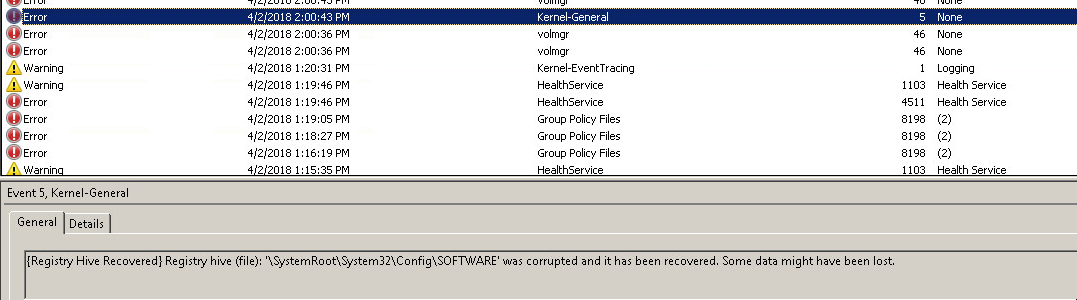 Error 4/2/2018 2:00:43 PM volmgr 46 None
Error 4/2/2018 2:00:43 PM Kernel-General 5 None
Error 4/2/2018 2:00:36 PM volmgr 46 None
Error 4/2/2018 2:00:36 PM volmgr 46 None
Warning 4/2/2018 1:20:31 PM Kernel-EventTracing 1 Logging
Warning 4/2/2018 1:19:46 PM HealthService 1103 Health Service
Error 4/2/2018 1:19:46 PM HealthService 4511 Health Service
Error 4/2/2018 1:19:05 PM Group Policy Files 8198 (2)
Error 4/2/2018 1:18:27 PM Group Policy Files 8198 (2)
Error 4/2/2018 1:16:19 PM Group Policy Files 8198 (2)
Warning 4/2/2018 1:15:35 PM HealthService 1103 Health Service
Event 5, Kernel-General
General Details
{Registry Hive Recovered} Registry hive (file): '\SystemRoot\System32\Config\SOFTWARE' was corrupted and it has been recovered. Some data might have been lost.